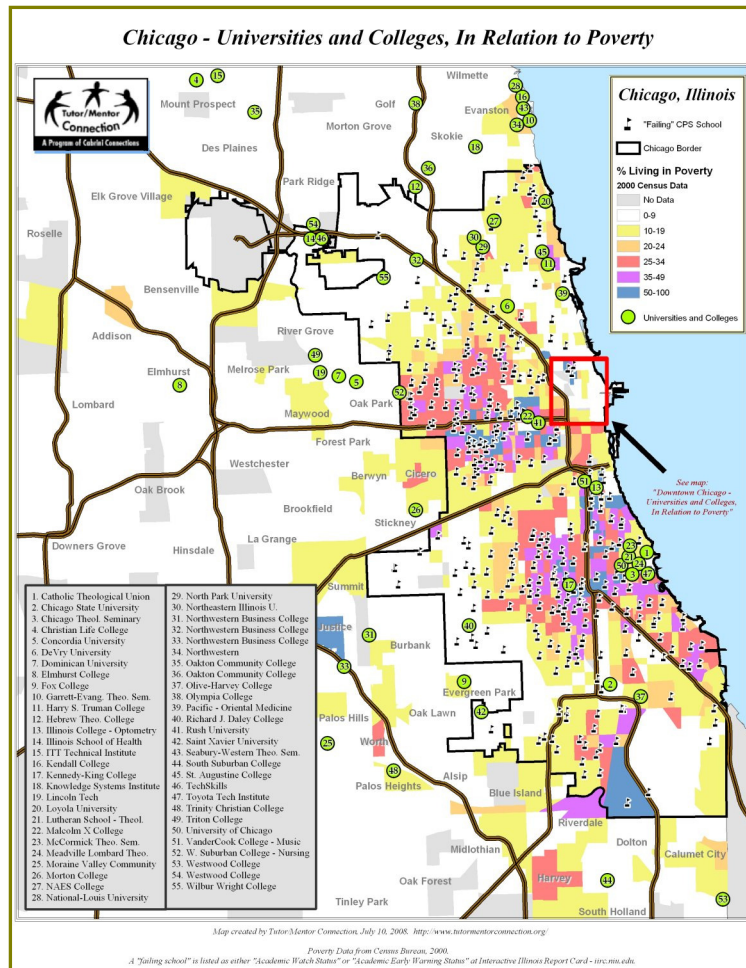 Chicago - Universities and Colleges, In Relation to Poverty
Tutor/Mentor
Connection
A Program of Cabrini Connections
Chicago, Illinois
"Failing" CPS School
Chicago Border
% Living in Poverty
2000 Census Data
No Data
0-9
10-19
20-24
25-34
35-49
50-100
Universities and Colleges
Wilmette
Mount Prospect
Golf
Evanston
Morton Grove
Skokie
Des Plaines
Park Ridge
Elk Grove Village
Roselle
Bensenville
River Grove
Addison
Elmhurst
Melrose Park
Oak Park
Lombard
Maywood
Forest Park
Westchester
Berwyn
Cicero
Oak Brook
Brookfield
Stickney
La Grange
Downers Grove
Hinsdale
Summit
Justice
Burbank
Evergreen Park
Palos Hills
Oak Lawn
Worth
Palos Heights
Alsip
Blue Island
Riverdale
Dolton
Midlothian
Calumet City
Oak Forest
Harvey
Tinley Park
South Holland
See map:
"Downtown Chicago -
Universities and Colleges,
In Relation to Poverty"
1. Catholic Theological Union
2. Chicago State University
3. Chicago Theol. Seminary
4. Christian Life College
5. Concordia University
6. DeVry University
7. Dominican University
8. Elmhurst College
9. Fox College
10. Garrett-Evang. Theo. Sem.
11. Harry S. Truman College
12. Hebrew Theo. College
13. Illinois College - Optometry
14. Illinois School of Health
15. ITT Technical Institute
16. Kendall College
17. Kennedy-King College
18. Knowledge Systems Institute
19. Lincoln Tech
20. Loyola University
21. Lutheran School - Theol.
22. Malcolm X College
23. McCormick Theo. Sem.
24. Meadville Lombard Theo.
25. Moraine Valley Community
26. Morton College
27. NAES College
28. National-Louis University
29. North Park University
30. Northeastern Illinois U.
31. Northwestern Business College
32. Northwestern Business College
33. Northwestern Business College
34. Northwestern
35. Oakton Community College
36. Oakton Community College
37. Olive-Harvey College
38. Olympia College
39. Pacific - Oriental Medicine
40. Richard J. Daley College
41. Rush University
42. Saint Xavier University
43. Seabury-Western Theo. Sem.
44. South Suburban College
45. St. Augustine College
46. TechSkills
47. Toyota Tech Institute
48. Trinity Christian College
49. Triton College
50. University of Chicago
51. VanderCook College - Music
52. W. Suburban College - Nursing
53. Westwood College
54. Westwood College
55. Wilbur Wright College
Map created by Tutor/Mentor Connection, July 10, 2008. http://www.tutormentorconnection.org/
Poverty Data from Census Bureau, 2000.
A "failing school" is listed as either "Academic Watch Status" or "Academic Early Warning Status" at Interactive Illinois Report Card - iirc.niu.edu.